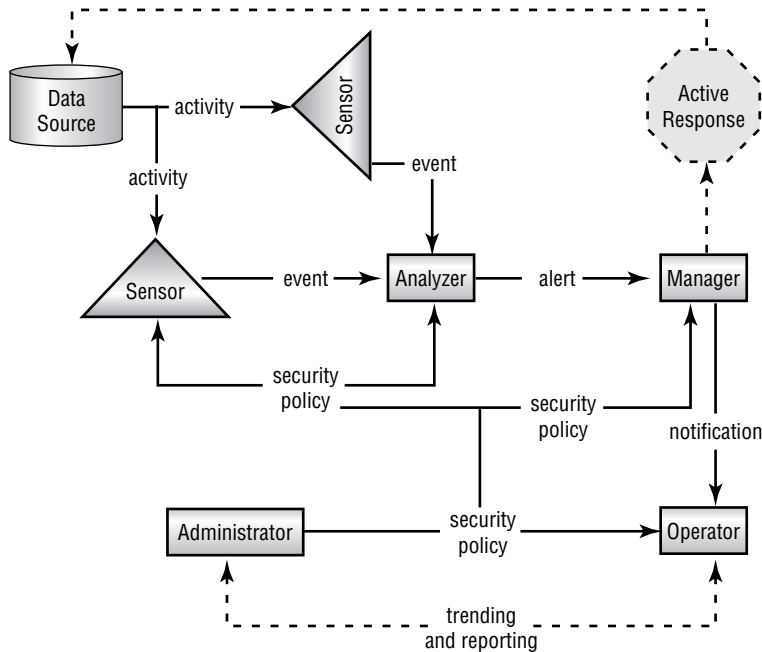 Data
Source
activity
Sensor
Active
Response
activity
event
Sensor
event
Analyzer
alert
Manager
security
policy
security
policy
notification
Administrator
security
policy
Operator
trending
and reporting